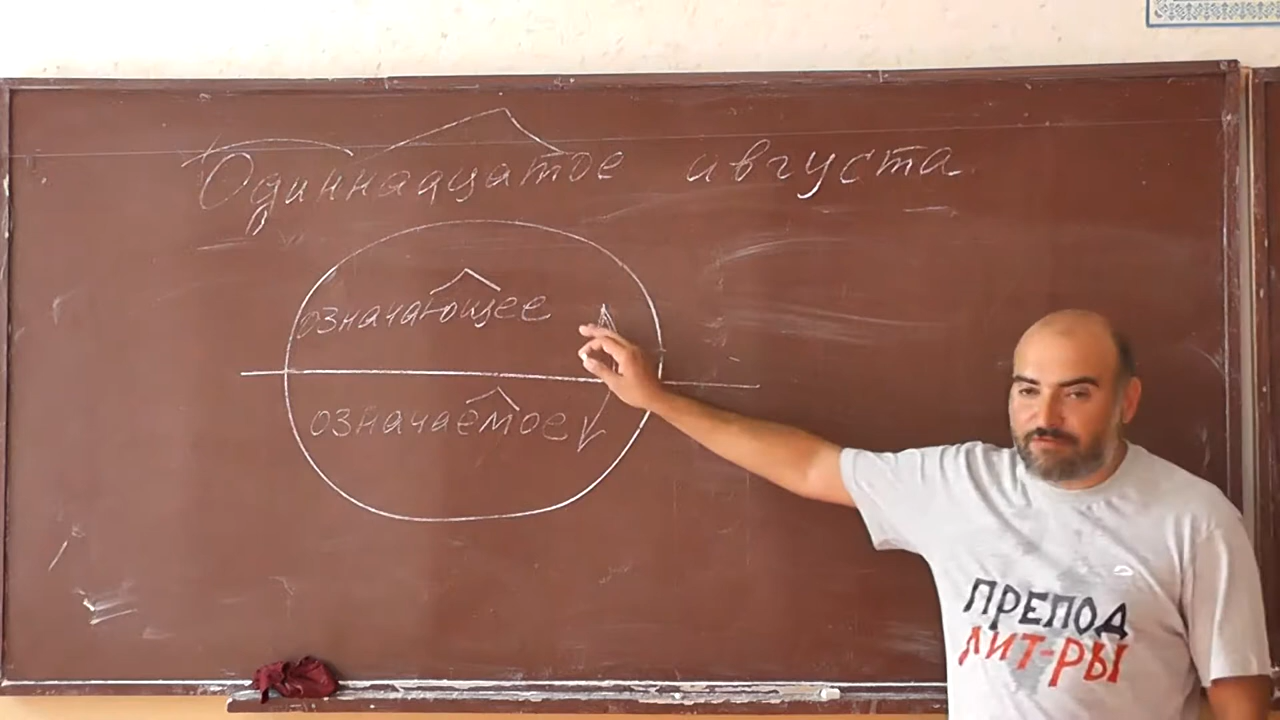 Одиннадцатое августа
означающее
означаемое
ПРЕПОД
ЛИТ-РЫ